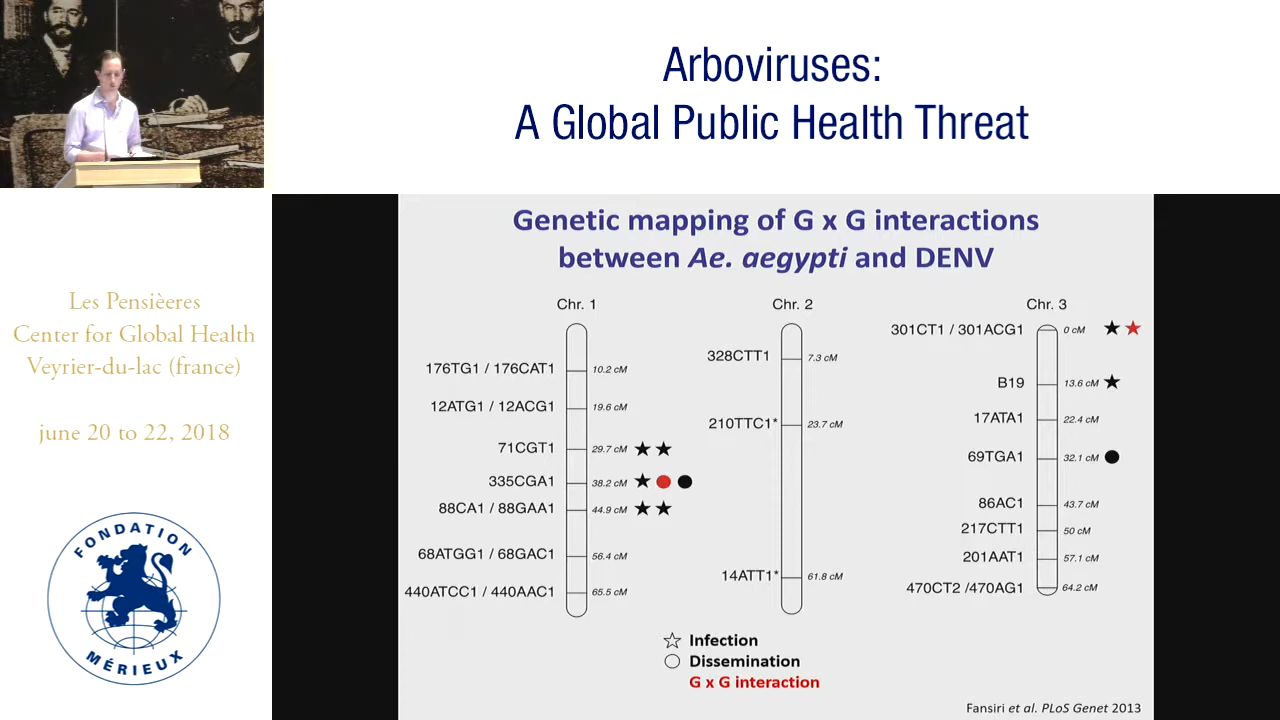 Arboviruses:
A Global Public Health Threat
Les Pensièeres
Center for Global Health
Veyrier-du-lac (france)
june 20 to 22, 2018
FONDATION
MÉRIEUX
Genetic mapping of G x G interactions
between Ae. aegypti and DENV
Chr. 1
176TG1 / 176CAT1 10.2 cM
12ATG1 / 12ACG1 19.6 cM
71CGT1 29.7 cM
335CGA1 38.2 cM
88CA1 / 88GAA1 44.9 cM
68ATGG1 / 68GAC1 56.4 cM
440ATCC1 / 440AAC1 65.5 cM
Chr. 2
328CTT1 7.3 cM
210TTC1* 23.7 cM
14ATT1* 61.8 cM
Chr. 3
301CT1 / 301ACG1 0 cM
B19 13.6 cM
17ATA1 22.4 cM
69TGA1 32.1 cM
86AC1 43.7 cM
217CTT1 50 cM
201AAT1 57.1 cM
470CT2 /470AG1 64.2 cM
Infection
Dissemination
G x G interaction
Fansiri et al. PLoS Genet 2013